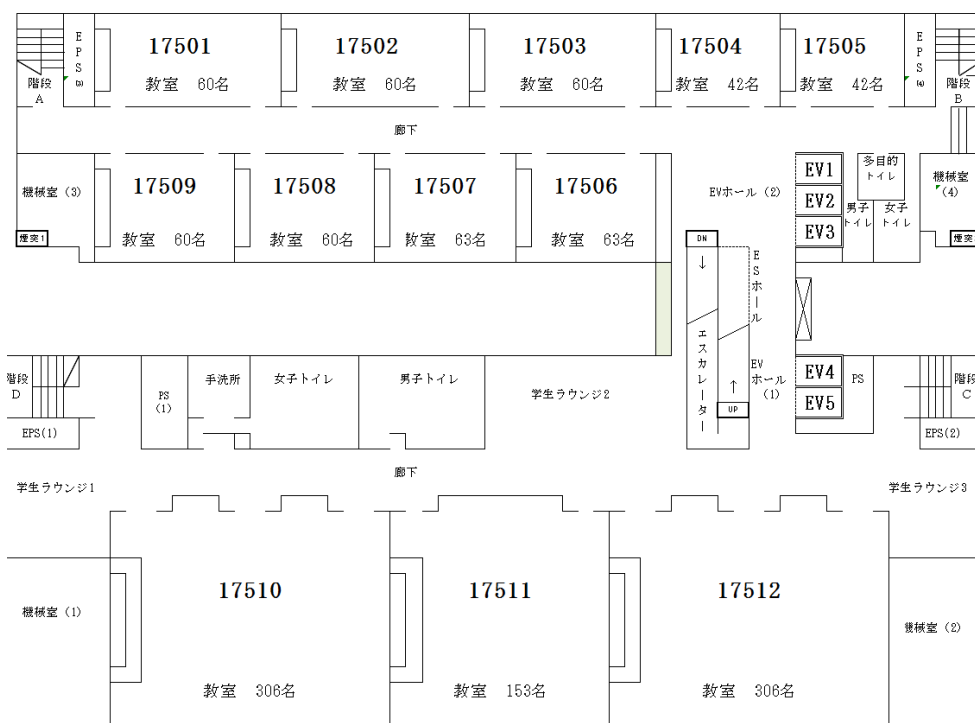 17501
17502
17503
17504
17505
EPS
教室 60名
教室 60名
教室 60名
教室 42名
教室 42名
EPS
階段
A
階段
B
廊下
機械室(3)
17509
17508
17507
17506
EVホール(2)
EV1
EV2
EV3
多目的
トイレ
男子
トイレ
女子
トイレ
機械室
(4)
煙突1
教室 60名
教室 60名
教室 63名
教室 63名
DN
↓
ESホール
煙突
エスカレーター
階段
D
EPS(1)
PS
(1)
手洗所
女子トイレ
男子トイレ
学生ラウンジ2
EV
ホール
(1)
↑
UP
EV4
EV5
PS
階段
C
EPS(2)
学生ラウンジ1
廊下
学生ラウンジ3
17510
17511
17512
機械室(1)
機械室(2)
教室 306名
教室 153名
教室 306名